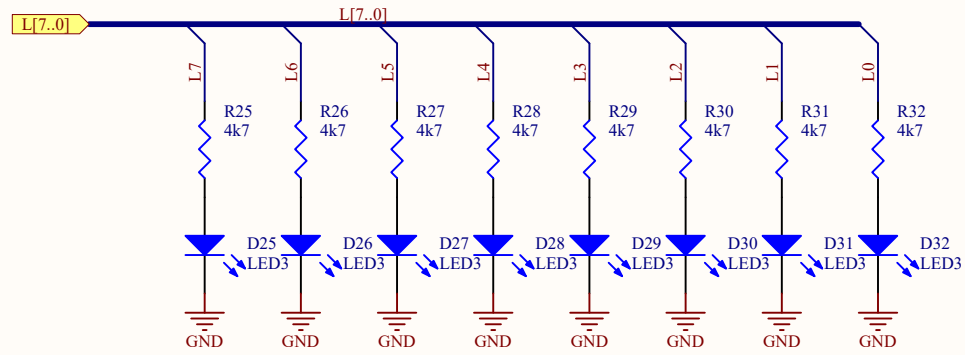 L[7..0]
L[7..0]
L7
L6
L5
L4
L3
L2
L1
L0
R25
4k7
R26
4k7
R27
4k7
R28
4k7
R29
4k7
R30
4k7
R31
4k7
R32
4k7
D25
LED3
D26
LED3
D27
LED3
D28
LED3
D29
LED3
D30
LED3
D31
LED3
D32
LED3
GND
GND
GND
GND
GND
GND
GND
GND